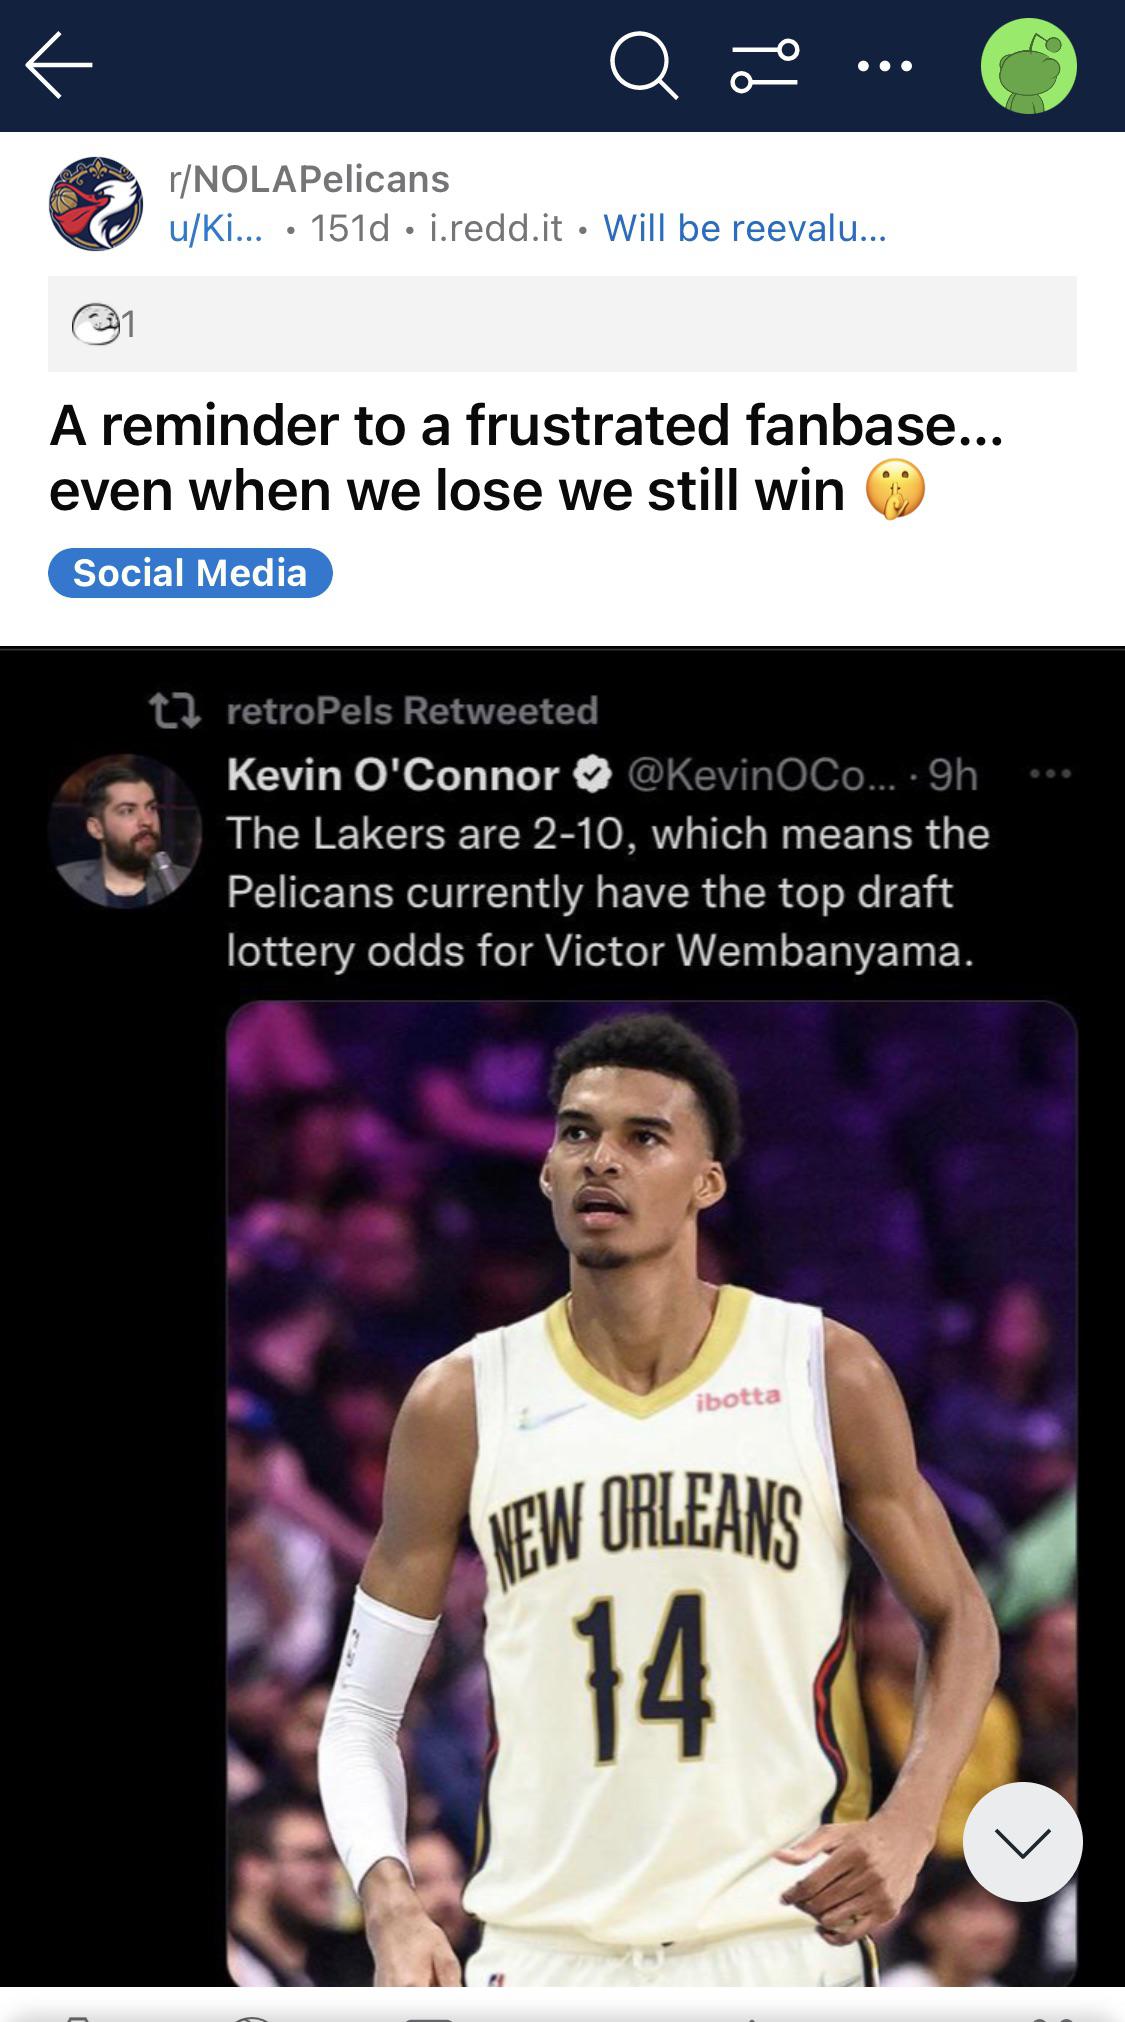 r/NOLAPelicans
u/Ki... • 151d • i.redd.it • Will be reevalu...
1
A reminder to a frustrated fanbase...
even when we lose we still win 🤫
Social Media
retroPels Retweeted
Kevin O'Connor @KevinOCo... · 9h
The Lakers are 2-10, which means the
Pelicans currently have the top draft
lottery odds for Victor Wembanyama.
ibotta
NEW ORLEANS
14